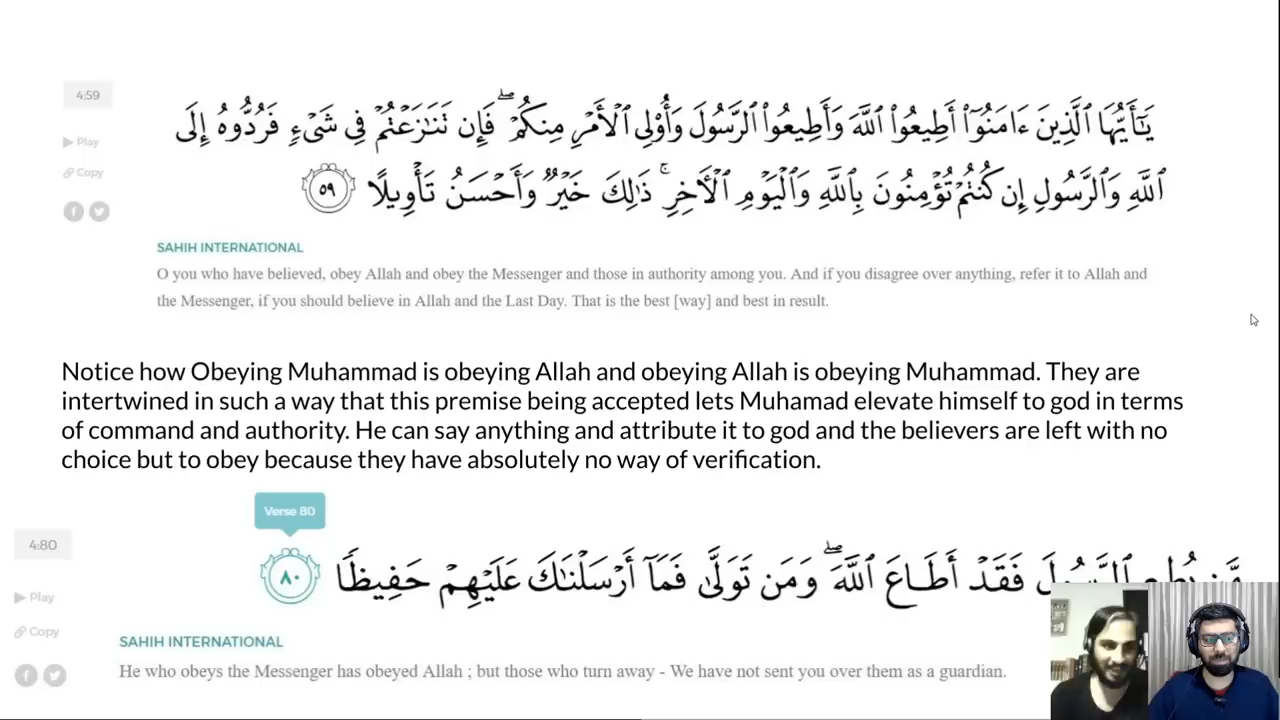 4:59
يَـٰٓأَيُّهَا ٱلَّذِينَ ءَامَنُوٓا۟ أَطِيعُوا۟ ٱللَّهَ وَأَطِيعُوا۟ ٱلرَّسُولَ وَأُو۟لِى ٱلْأَمْرِ مِنكُمْ ۖ فَإِن تَنَـٰزَعْتُمْ فِى شَىْءٍ فَرُدُّوهُ إِلَى
Play
ٱللَّهِ وَٱلرَّسُولِ إِن كُنتُمْ تُؤْمِنُونَ بِٱللَّهِ وَٱلْيَوْمِ ٱلْـَٔاخِرِ ۚ ذَٰلِكَ خَيْرٌ وَأَحْسَنُ تَأْوِيلًا ٥٩
Copy
SAHIH INTERNATIONAL
O you who have believed, obey Allah and obey the Messenger and those in authority among you. And if you disagree over anything, refer it to Allah and
the Messenger, if you should believe in Allah and the Last Day. That is the best [way] and best in result.
Notice how Obeying Muhammad is obeying Allah and obeying Allah is obeying Muhammad. They are
intertwined in such a way that this premise being accepted lets Muhamad elevate himself to god in terms
of command and authority. He can say anything and attribute it to god and the believers are left with no
choice but to obey because they have absolutely no way of verification.
Verse 80
4:80
ٱلرَّسُولَ فَقَدْ أَطَاعَ ٱللَّهَ ۖ وَمَن تَوَلَّىٰ فَمَآ أَرْسَلْنَـٰكَ عَلَيْهِمْ حَفِيظًا ٨٠
Play
Copy
SAHIH INTERNATIONAL
He who obeys the Messenger has obeyed Allah ; but those who turn away - We have not sent you over them as a guardian.